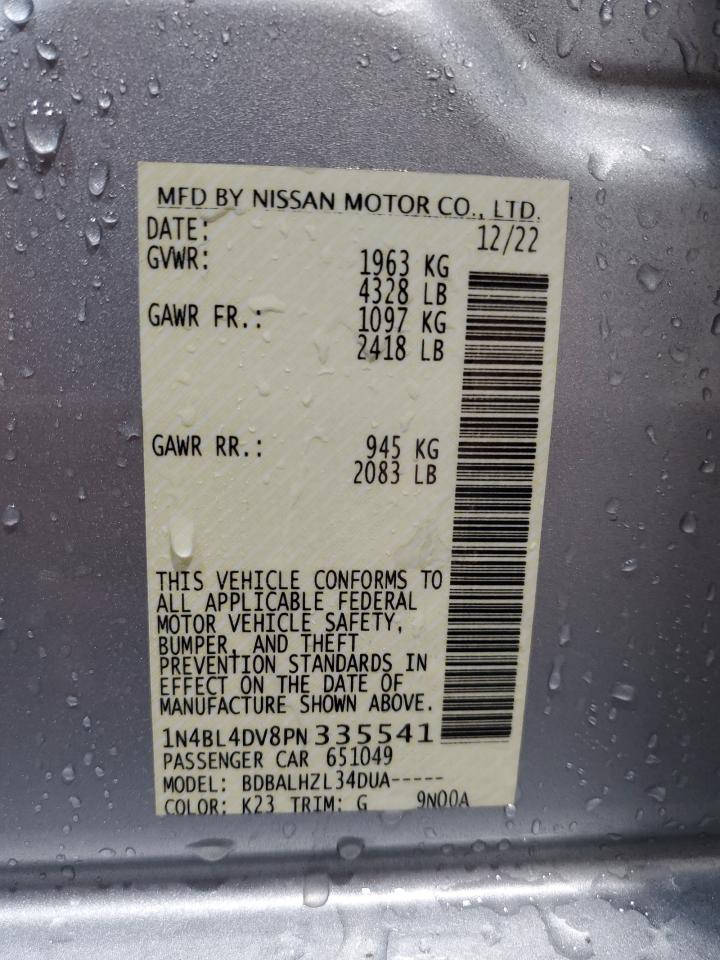 MFD BY NISSAN MOTOR CO., LTD.
DATE: 12/22
GVWR: 1963 KG
4328 LB
GAWR FR.: 1097 KG
2418 LB
GAWR RR.: 945 KG
2083 LB
THIS VEHICLE CONFORMS TO
ALL APPLICABLE FEDERAL
MOTOR VEHICLE SAFETY,
BUMPER, AND THEFT
PREVENTION STANDARDS IN
EFFECT ON THE DATE OF
MANUFACTURE SHOWN ABOVE.
1N4BL4DV8PN 335541
PASSENGER CAR 651049
MODEL: BDBALHZL34DUA-----
COLOR: K23 TRIM: G 9N00A